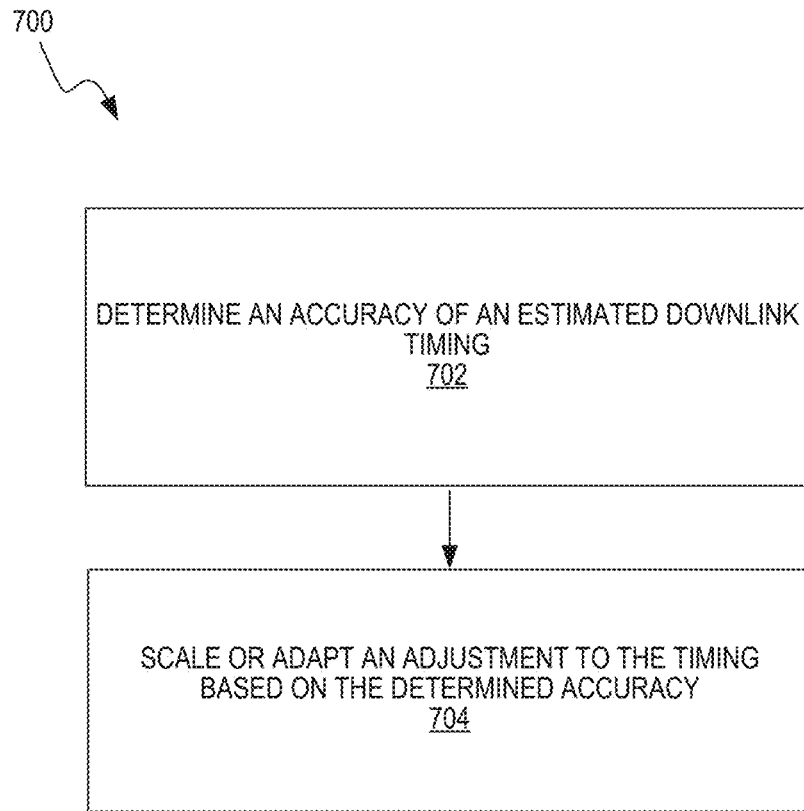 700
DETERMINE AN ACCURACY OF AN ESTIMATED DOWNLINK
TIMING
702
SCALE OR ADAPT AN ADJUSTMENT TO THE TIMING
BASED ON THE DETERMINED ACCURACY
704